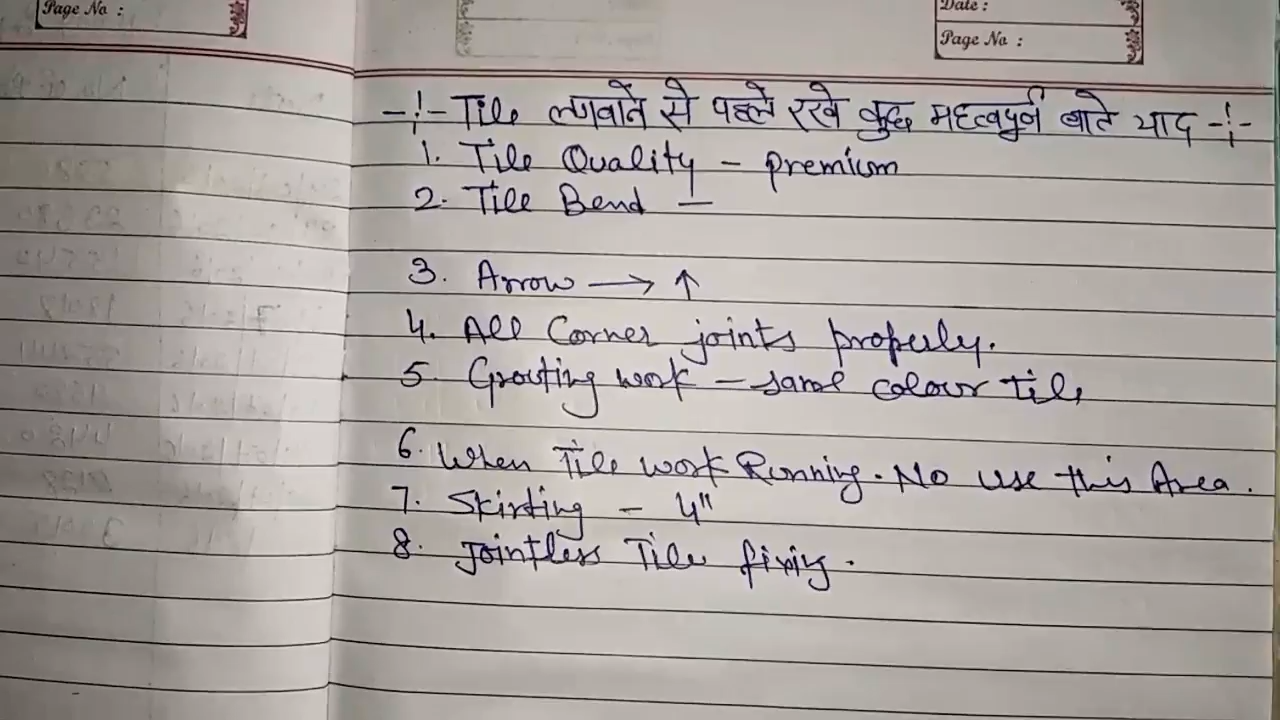 Page No :
Date :
Page No :
-:- Tile लगवाने से पहले रखे कुछ महत्वपूर्ण बाते याद -:-
1. Tile Quality - premium
2. Tile Bend -
3. Arrow → ↑
4. All Corner joints properly.
5. Grouting work - same colour tile
6. When Tile work Running. No use this Area.
7. Skirting - 4"
8. Jointless Tile fixing.